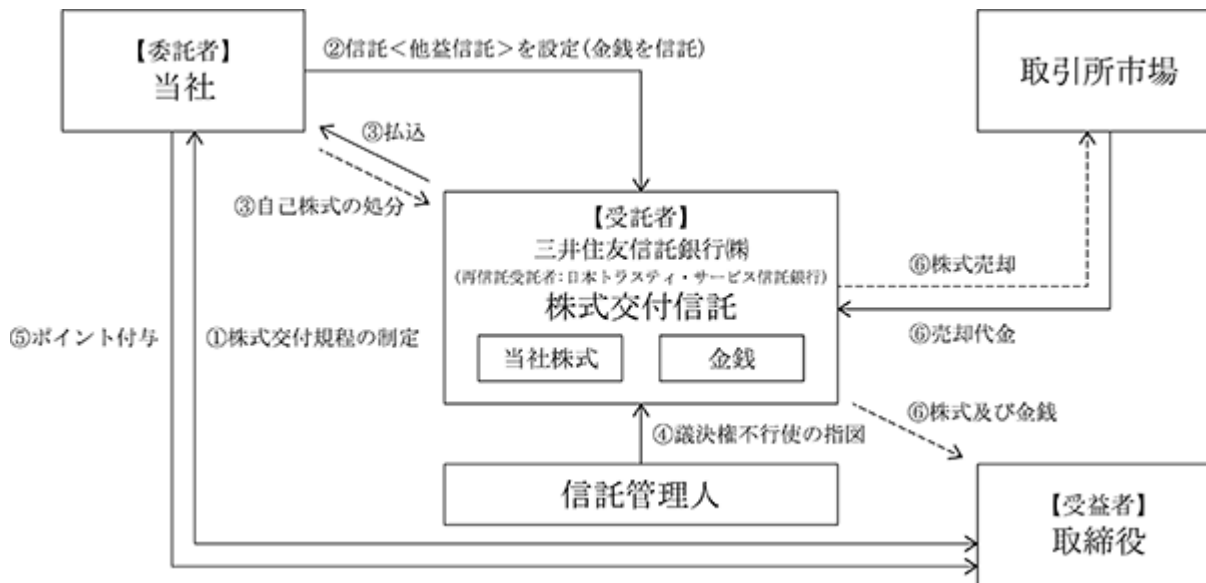 【委託者】
当社
②信託<他益信託>を設定(金銭を信託)
取引所市場
③払込
③自己株式の処分
【受託者】
三井住友信託銀行㈱
(再信託受託者:日本トラスティ・サービス信託銀行)
株式交付信託
当社株式
金銭
⑥株式売却
⑥売却代金
⑤ポイント付与
①株式交付規程の制定
⑥株式及び金銭
④議決権不行使の指図
信託管理人
【受益者】
取締役